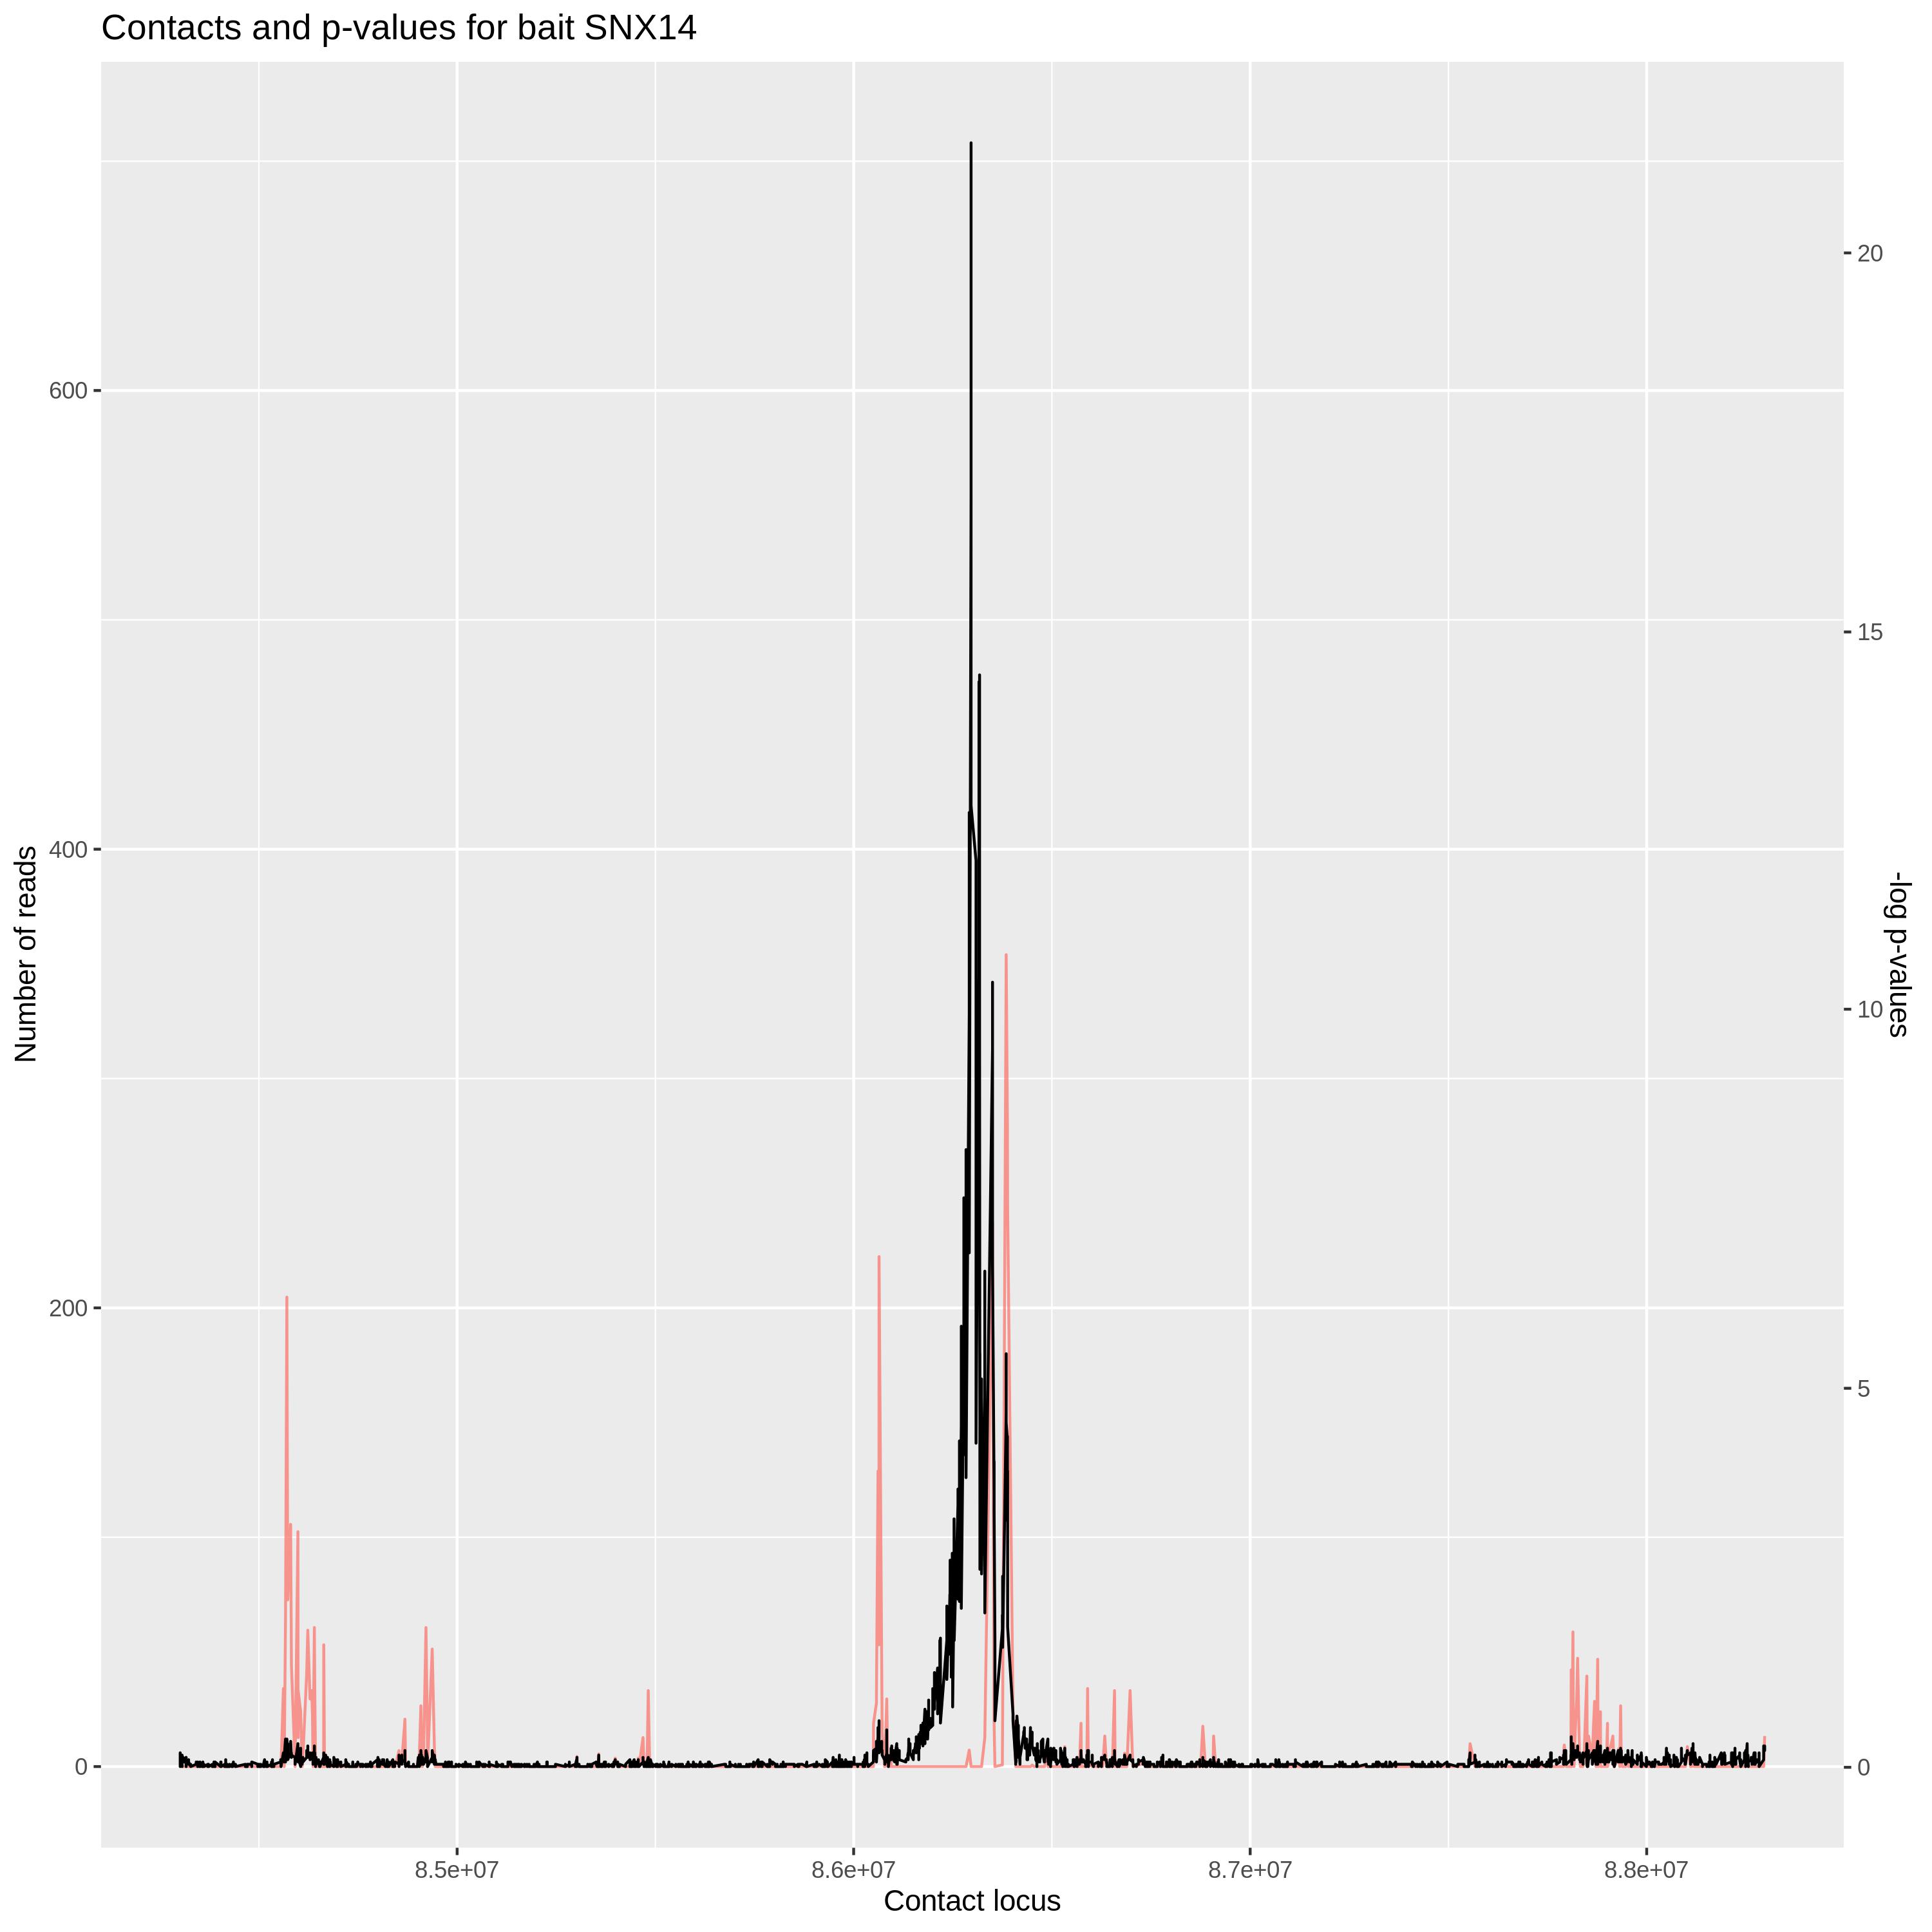 Contacts and p-values for bait SNX14
Number of reads
600
400
200
0
20
15
10
5
0
-log p-values
8.5e+07
8.6e+07
8.7e+07
8.8e+07
Contact locus